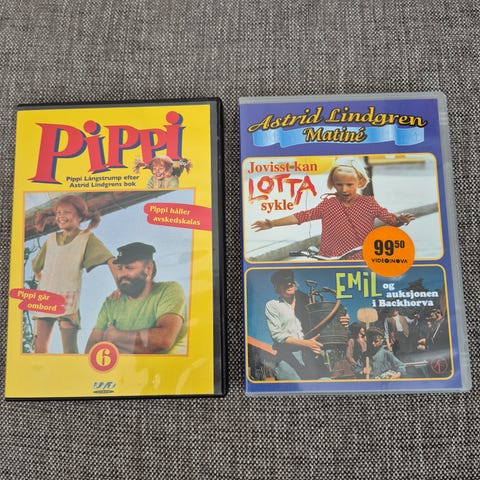 Pippi
Pippi Långstrump efter
Astrid Lindgrens bok
Pippi håller
avskedskalas
Pippi går
ombord
6
Astrid Lindgren
Matiné
Jovisst kan
LOTTA
sykle
99 50
VIDEONOVA
EMIL
og
auksjonen
i Backhorva